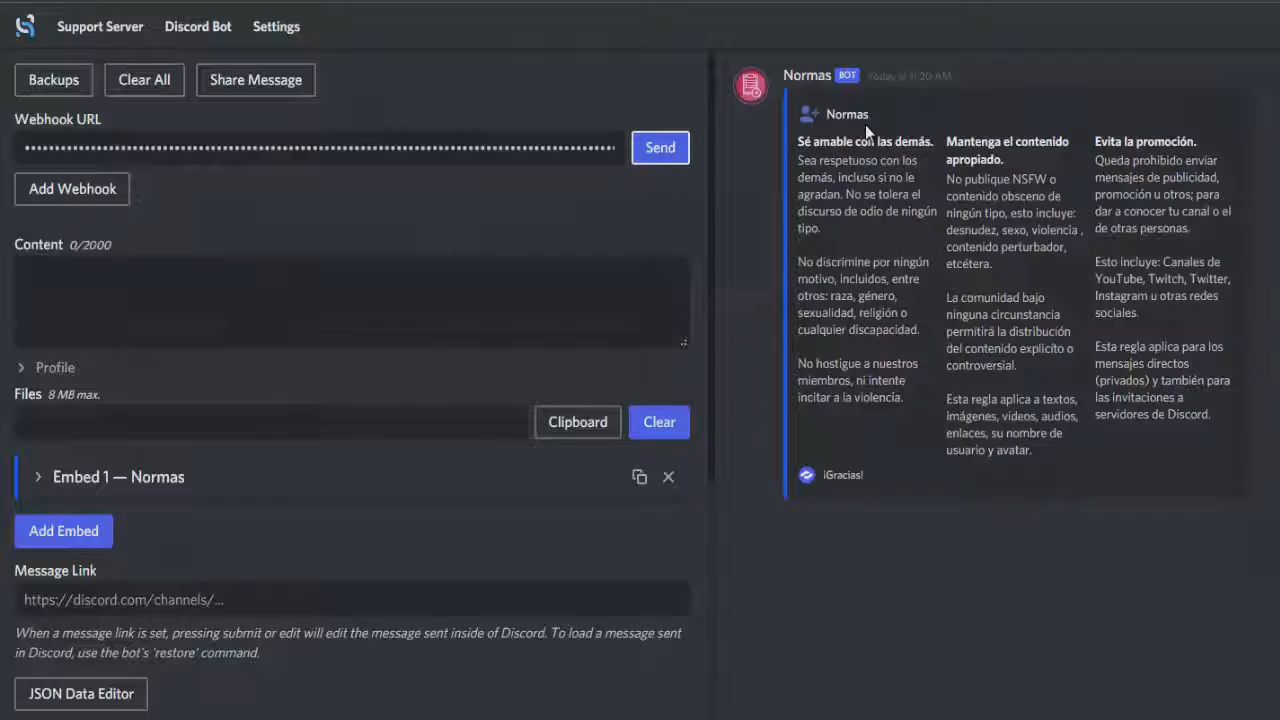 Support Server Discord Bot Settings
Backups Clear All Share Message
Webhook URL
Send
Add Webhook
Content 0/2000
Profile
Files 8 MB max.
Clipboard Clear
Embed 1 — Normas
Add Embed
Message Link
https://discord.com/channels/...
When a message link is set, pressing submit or edit will edit the message sent inside of Discord. To load a message sent
in Discord, use the bot's 'restore' command.
JSON Data Editor
Normas BOT Today at 11:20 AM
Normas
Sé amable con las demás.
Sea respetuoso con los
demás, incluso si no le
agradan. No se tolera el
discurso de odio de ningún
tipo.
No discrimine por ningún
motivo, incluidos, entre
otros: raza, género,
sexualidad, religión o
cualquier discapacidad.
No hostigue a nuestros
miembros, ni intente
incitar a la violencia.
Mantenga el contenido
apropiado.
No publique NSFW o
contenido obsceno de
ningún tipo, esto incluye:
desnudez, sexo, violencia ,
contenido perturbador,
etcétera.
La comunidad bajo
ninguna circunstancia
permitirá la distribución
del contenido explicíto o
controversial.
Esta regla aplica a textos,
imágenes, videos, audios,
enlaces, su nombre de
usuario y avatar.
Evita la promoción.
Queda prohibido enviar
mensajes de publicidad,
promoción u otros; para
dar a conocer tu canal o el
de otras personas.
Esto incluye: Canales de
YouTube, Twitch, Twitter,
Instagram u otras redes
sociales.
Esta regla aplica para los
mensajes directos
(privados) y también para
las invitaciones a
servidores de Discord.
¡Gracias!